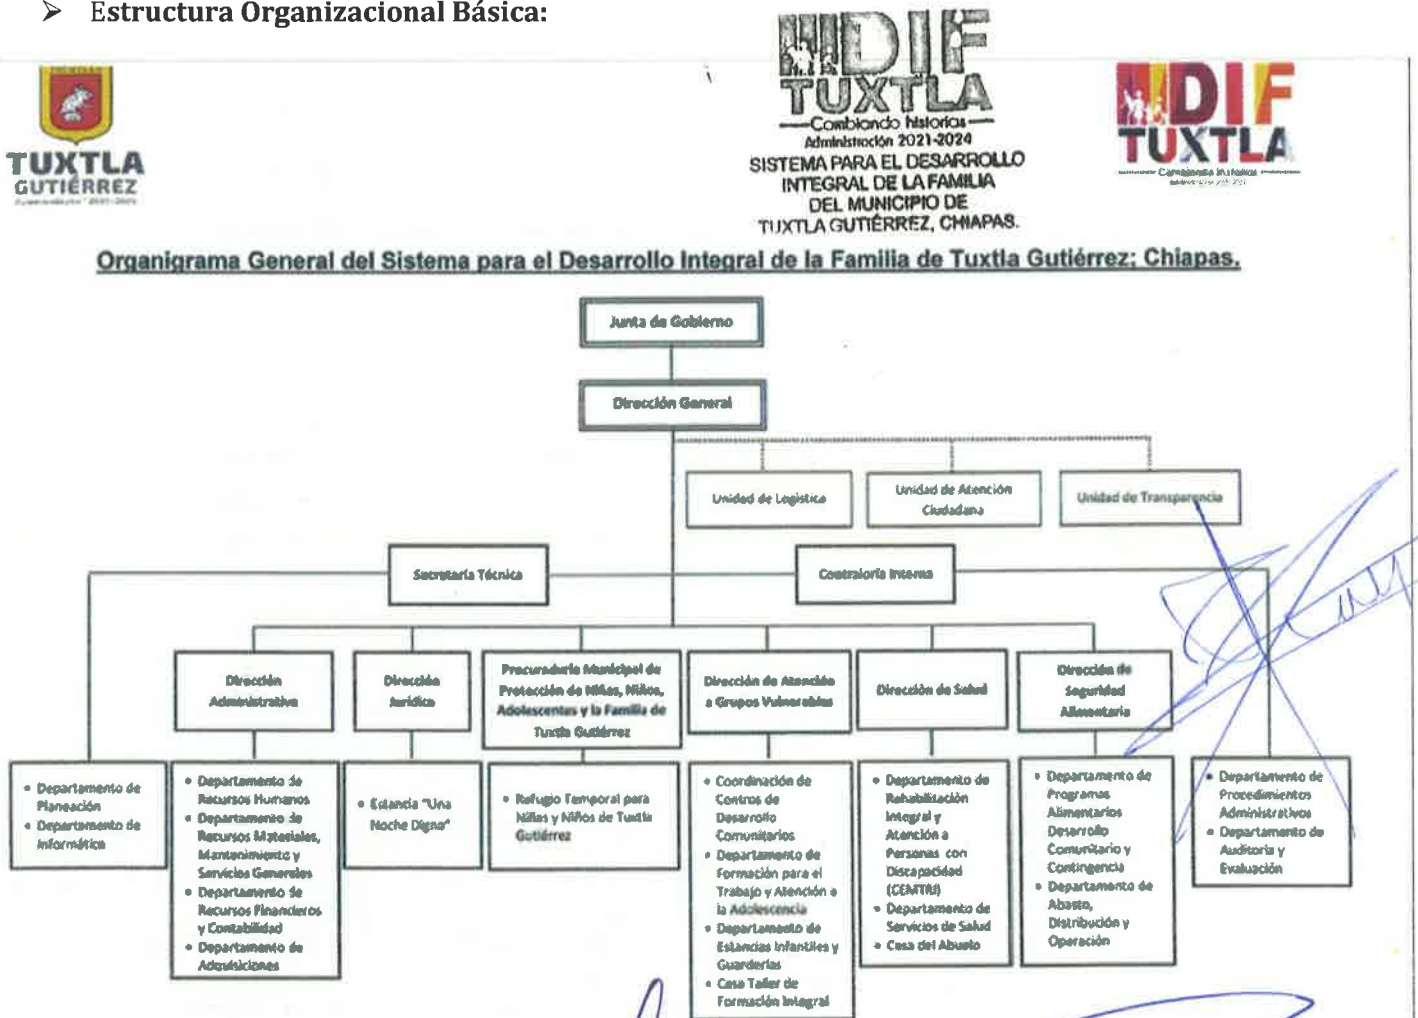 ➤ Estructura Organizacional Básica:
TUXTLA
GUTIÉRREZ
DIF
TUXTLA
Cambiando historias
Administración 2021-2024
SISTEMA PARA EL DESARROLLO
INTEGRAL DE LA FAMILIA
DEL MUNICIPIO DE
TUXTLA GUTIÉRREZ, CHIAPAS.
DIF
TUXTLA
Cambiando historias
Organigrama General del Sistema para el Desarrollo Integral de la Familia de Tuxtla Gutiérrez; Chiapas.
Junta de Gobierno
Dirección General
Unidad de Logística
Unidad de Atención
Ciudadana
Unidad de Transparencia
Secretaría Técnica
Contraloría Interna
Dirección
Administrativa
Dirección
Jurídica
Procuraduría Municipal de
Protección de Niñas, Niños,
Adolescentes y la Familia de
Tuxtla Gutiérrez
Dirección de Atención
a Grupos Vulnerables
Dirección de Salud
Dirección de
Seguridad
Alimentaria
• Departamento de
Planeación
• Departamento de
Informática
• Departamento de
Recursos Humanos
• Departamento de
Recursos Materiales,
Mantenimiento y
Servicios Generales
• Departamento de
Recursos Financieros
y Contabilidad
• Departamento de
Adquisiciones
• Estancia "Una
Noche Digna"
• Refugio Temporal para
Niñas y Niños de Tuxtla
Gutiérrez
• Coordinación de
Centros de
Desarrollo
Comunitarios
• Departamento de
Formación para el
Trabajo y Atención a
la Adolescencia
• Departamento de
Estancias Infantiles y
Guarderías
• Casa Taller de
Formación Integral
• Departamento de
Rehabilitación
Integral y
Atención a
Personas con
Discapacidad
• Departamento de
Servicios de Salud
• Casa del Abuelo
• Departamento de
Programas
Alimentarios
Desarrollo
Comunitario y
Contingencia
• Departamento de
Abasto,
Distribución y
Operación
• Departamento de
Procedimientos
Administrativos
• Departamento de
Auditoría y
Evaluación